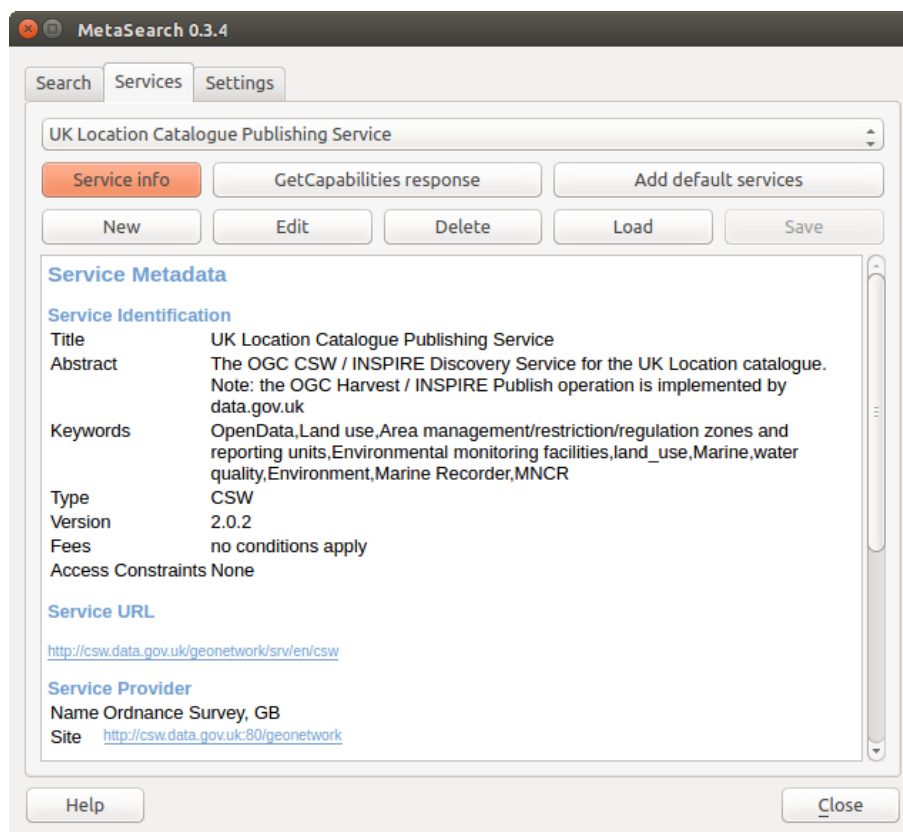 MetaSearch 0.3.4
Search Services Settings
UK Location Catalogue Publishing Service
Service info GetCapabilities response Add default services
New Edit Delete Load Save
Service Metadata
Service Identification
Title UK Location Catalogue Publishing Service
Abstract The OGC CSW / INSPIRE Discovery Service for the UK Location catalogue.
Note: the OGC Harvest / INSPIRE Publish operation is implemented by
data.gov.uk
Keywords OpenData,Land use,Area management/restriction/regulation zones and
reporting units,Environmental monitoring facilities,land_use,Marine,water
quality,Environment,Marine Recorder,MNCR
Type CSW
Version 2.0.2
Fees no conditions apply
Access Constraints None
Service URL
http://csw.data.gov.uk/geonetwork/srv/en/csw
Service Provider
Name Ordnance Survey, GB
Site http://csw.data.gov.uk:80/geonetwork
Help Close